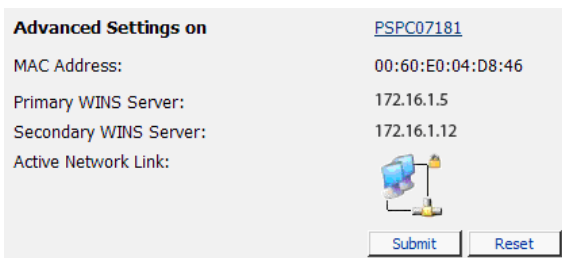 Advanced Settings on PSPC07181
MAC Address: 00:60:E0:04:D8:46
Primary WINS Server: 172.16.1.5
Secondary WINS Server: 172.16.1.12
Active Network Link:
Submit Reset